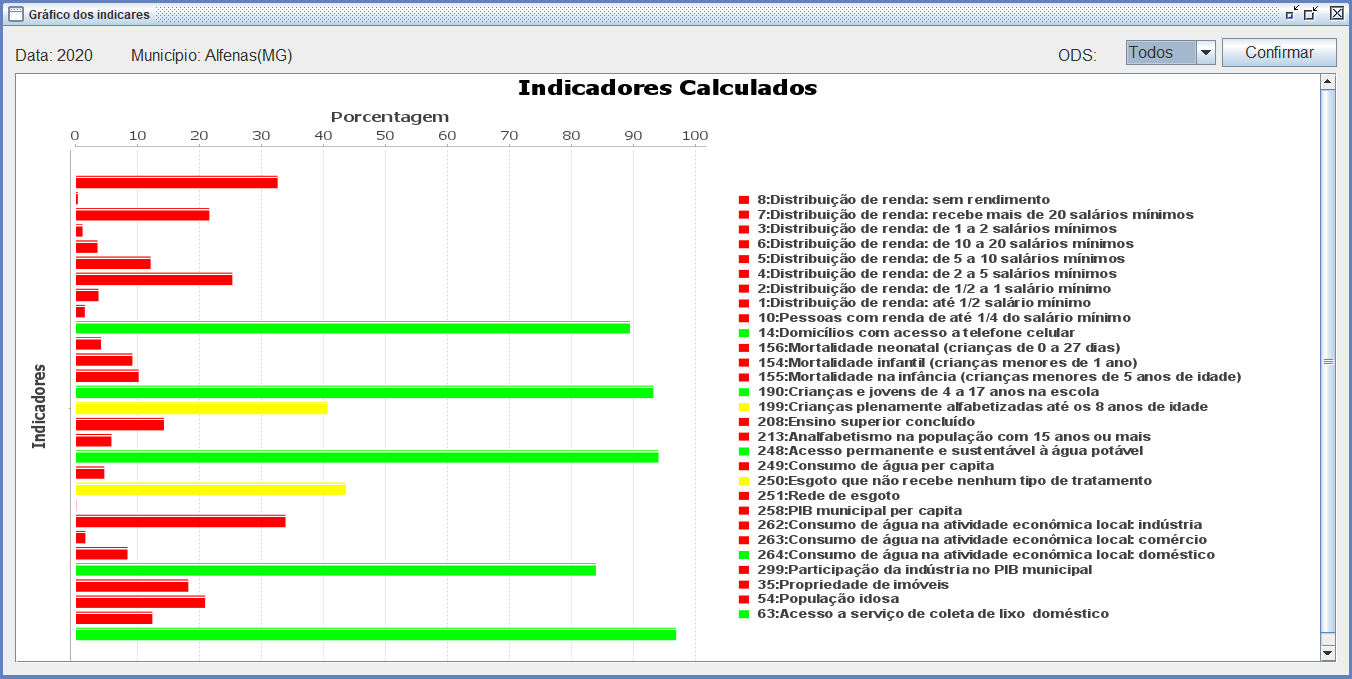 Gráfico dos indicares
Data: 2020 Município: Alfenas(MG) ODS: Todos Confirmar
Indicadores Calculados
Porcentagem
0 10 20 30 40 50 60 70 80 90 100
Indicadores
8:Distribuição de renda: sem rendimento
7:Distribuição de renda: recebe mais de 20 salários mínimos
3:Distribuição de renda: de 1 a 2 salários mínimos
6:Distribuição de renda: de 10 a 20 salários mínimos
5:Distribuição de renda: de 5 a 10 salários mínimos
4:Distribuição de renda: de 2 a 5 salários mínimos
2:Distribuição de renda: de 1/2 a 1 salário mínimo
1:Distribuição de renda: até 1/2 salário mínimo
10:Pessoas com renda de até 1/4 do salário mínimo
14:Domicílios com acesso a telefone celular
156:Mortalidade neonatal (crianças de 0 a 27 dias)
154:Mortalidade infantil (crianças menores de 1 ano)
155:Mortalidade na infância (crianças menores de 5 anos de idade)
190:Crianças e jovens de 4 a 17 anos na escola
199:Crianças plenamente alfabetizadas até os 8 anos de idade
208:Ensino superior concluído
213:Analfabetismo na população com 15 anos ou mais
248:Acesso permanente e sustentável à água potável
249:Consumo de água per capita
250:Esgoto que não recebe nenhum tipo de tratamento
251:Rede de esgoto
258:PIB municipal per capita
262:Consumo de água na atividade econômica local: indústria
263:Consumo de água na atividade econômica local: comércio
264:Consumo de água na atividade econômica local: doméstico
299:Participação da indústria no PIB municipal
35:Propriedade de imóveis
54:População idosa
63:Acesso a serviço de coleta de lixo  doméstico